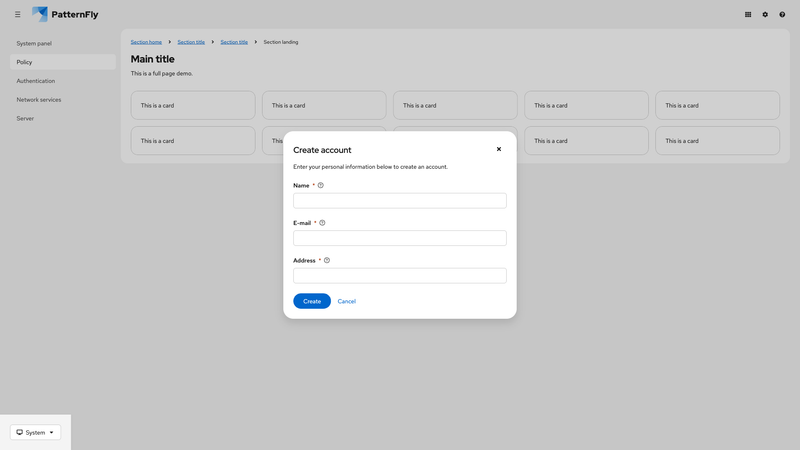 PatternFly
System panel
Policy
Authentication
Network services
Server
Section home Section title Section title Section landing
Main title
This is a full page demo.
This is a card This is a card This is a card This is a card This is a card
This is a card This is a card This is a card
Create account
Enter your personal information below to create an account.
Name *
E-mail *
Address *
Create Cancel
System